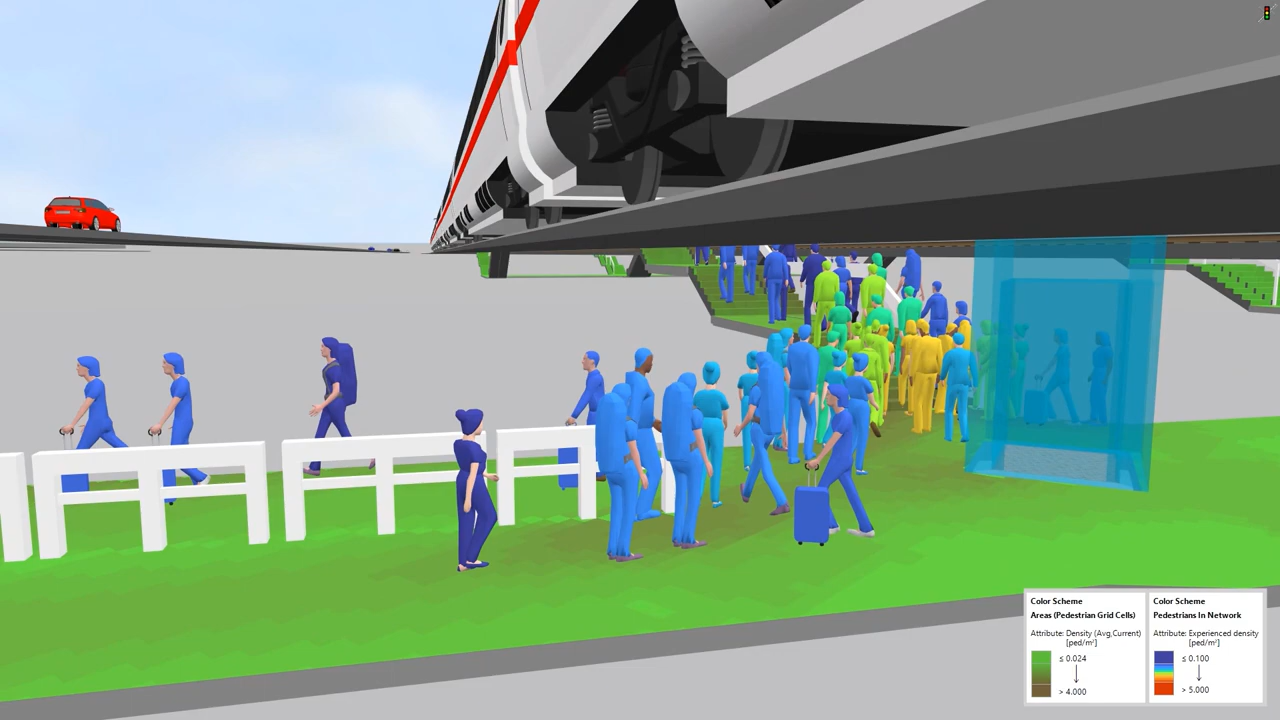 Color Scheme
Areas (Pedestrian Grid Cells)
Attribute: Density (Avg,Current)
[ped/m²]
≤ 0.024
> 4.000
Color Scheme
Pedestrians In Network
Attribute: Experienced density
[ped/m²]
≤ 0.100
> 5.000